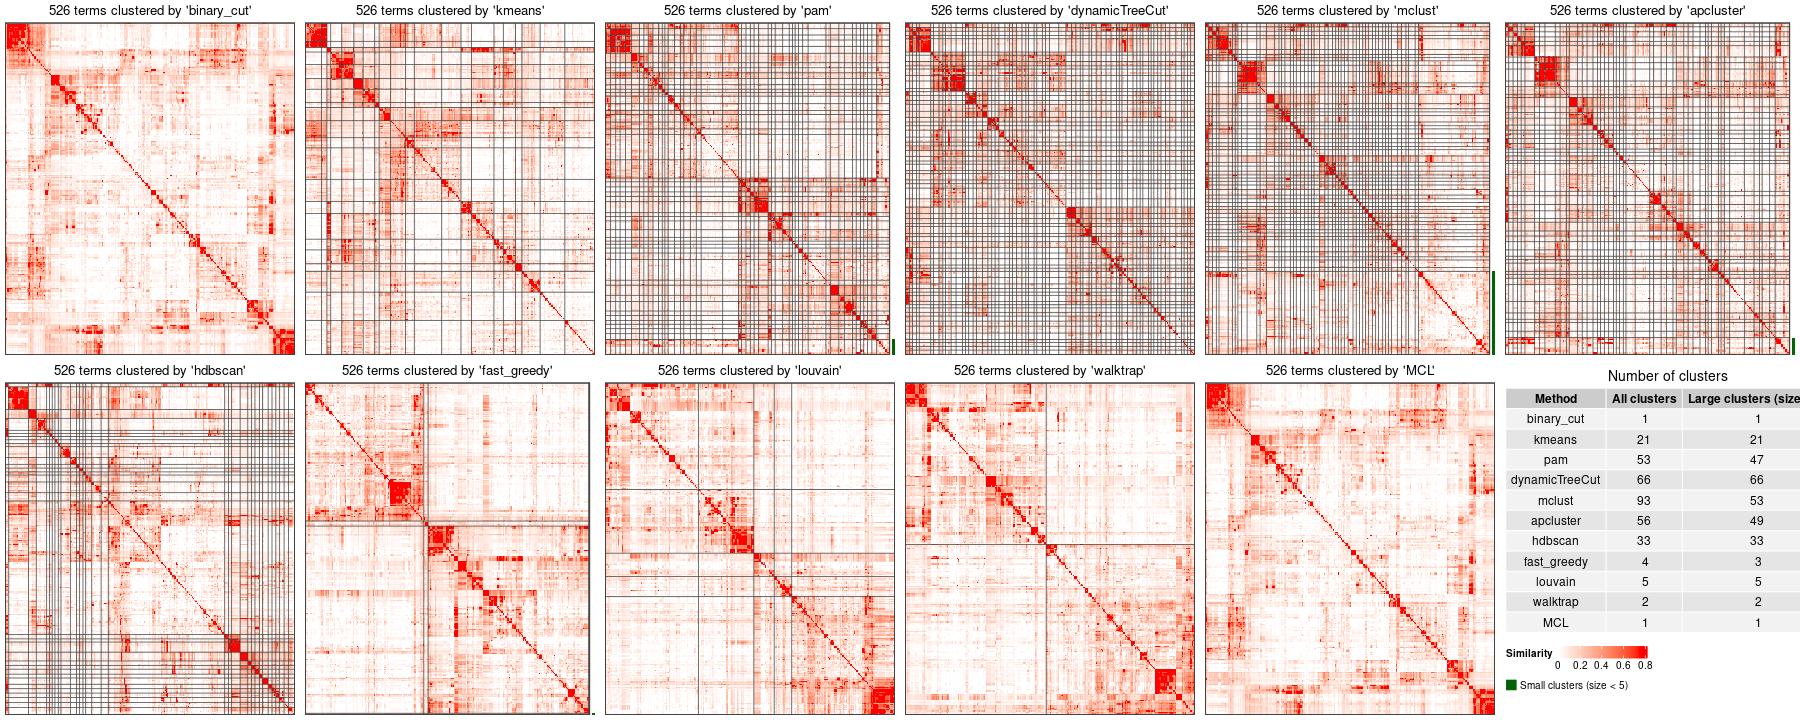 526 terms clustered by 'binary_cut'
526 terms clustered by 'kmeans'
526 terms clustered by 'pam'
526 terms clustered by 'dynamicTreeCut'
526 terms clustered by 'mclust'
526 terms clustered by 'apcluster'
526 terms clustered by 'hdbscan'
526 terms clustered by 'fast_greedy'
526 terms clustered by 'louvain'
526 terms clustered by 'walktrap'
526 terms clustered by 'MCL'
Number of clusters
Method All clusters Large clusters (size
binary_cut 1 1
kmeans 21 21
pam 53 47
dynamicTreeCut 66 66
mclust 93 53
apcluster 56 49
hdbscan 33 33
fast_greedy 4 3
louvain 5 5
walktrap 2 2
MCL 1 1
Similarity
0 0.2 0.4 0.6 0.8
Small clusters (size < 5)